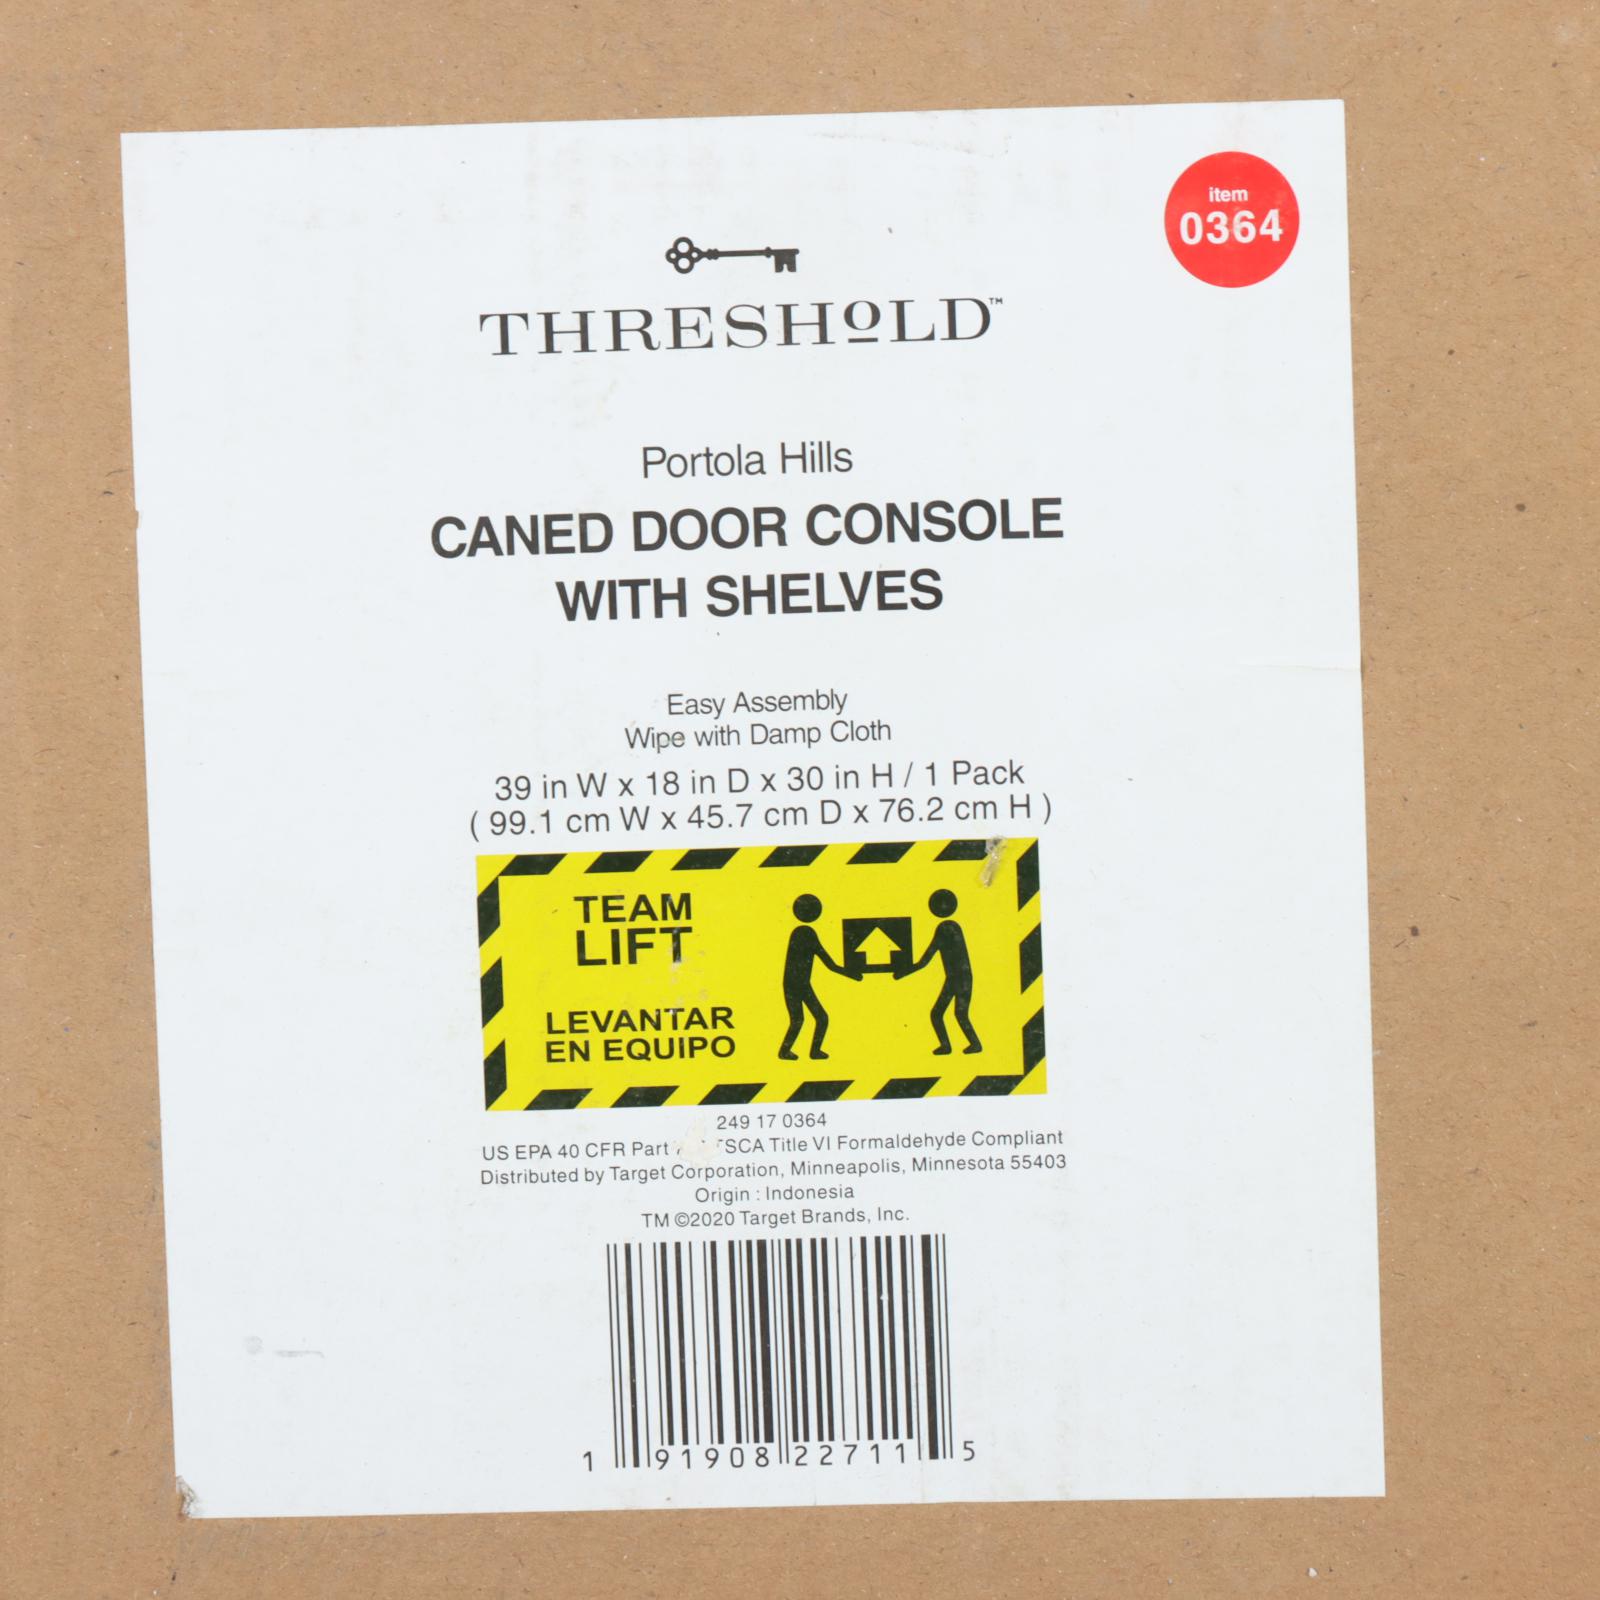 item
0364
THRESHOLD™
Portola Hills
CANED DOOR CONSOLE
WITH SHELVES
Easy Assembly
Wipe with Damp Cloth
39 in W x 18 in D x 30 in H / 1 Pack
( 99.1 cm W x 45.7 cm D x 76.2 cm H )
TEAM
LIFT
LEVANTAR
EN EQUIPO
249 17 0364
US EPA 40 CFR Part TSCA Title VI Formaldehyde Compliant
Distributed by Target Corporation, Minneapolis, Minnesota 55403
Origin : Indonesia
TM ©2020 Target Brands, Inc.
1 91908 22711 5